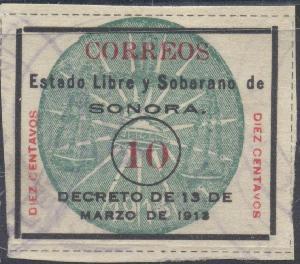 CORREOS
Estado Libre y Soberano de
SONORA.
DIEZ CENTAVOS
10
DIEZ CENTAVOS
DECRETO DE 13 DE
MARZO DE 1913